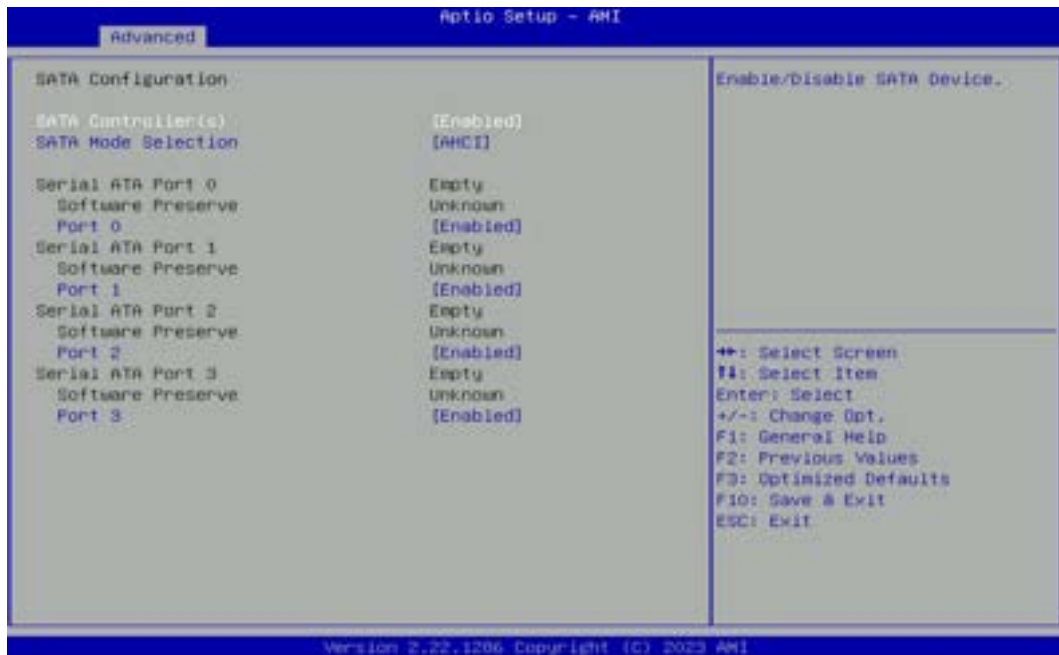 Aptio Setup - AMI
Advanced
SATA Configuration
SATA Controller(s) [Enabled]
SATA Mode Selection [AHCI]
Serial ATA Port 0 Empty
Software Preserve Unknown
Port 0 [Enabled]
Serial ATA Port 1 Empty
Software Preserve Unknown
Port 1 [Enabled]
Serial ATA Port 2 Empty
Software Preserve Unknown
Port 2 [Enabled]
Serial ATA Port 3 Empty
Software Preserve Unknown
Port 3 [Enabled]
Enable/Disable SATA Device.
→←: Select Screen
↑↓: Select Item
Enter: Select
+/-: Change Opt.
F1: General Help
F2: Previous Values
F3: Optimized Defaults
F10: Save & Exit
ESC: Exit
Version 2.22.1286 Copyright (C) 2023 AMI